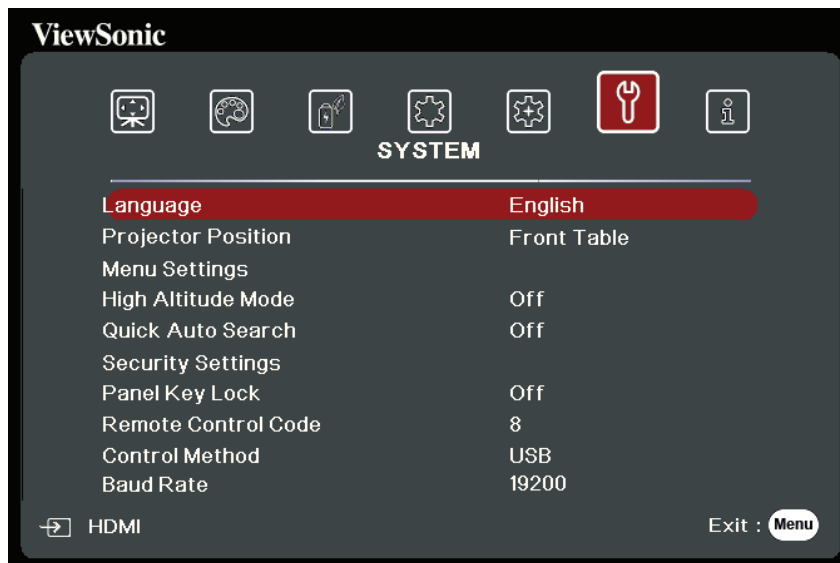 ViewSonic
SYSTEM
Language English
Projector Position Front Table
Menu Settings
High Altitude Mode Off
Quick Auto Search Off
Security Settings
Panel Key Lock Off
Remote Control Code 8
Control Method USB
Baud Rate 19200
HDMI Exit : Menu